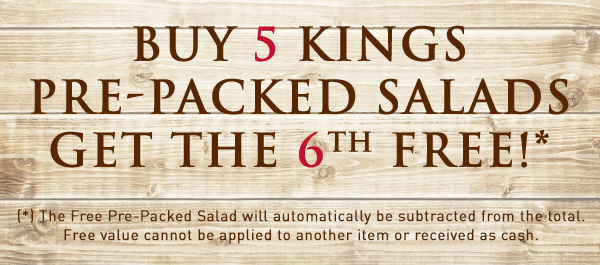 BUY 5 KINGS
PRE-PACKED SALADS
GET THE 6TH FREE!*
(*) The Free Pre-Packed Salad will automatically be subtracted from the total.
Free value cannot be applied to another item or received as cash.